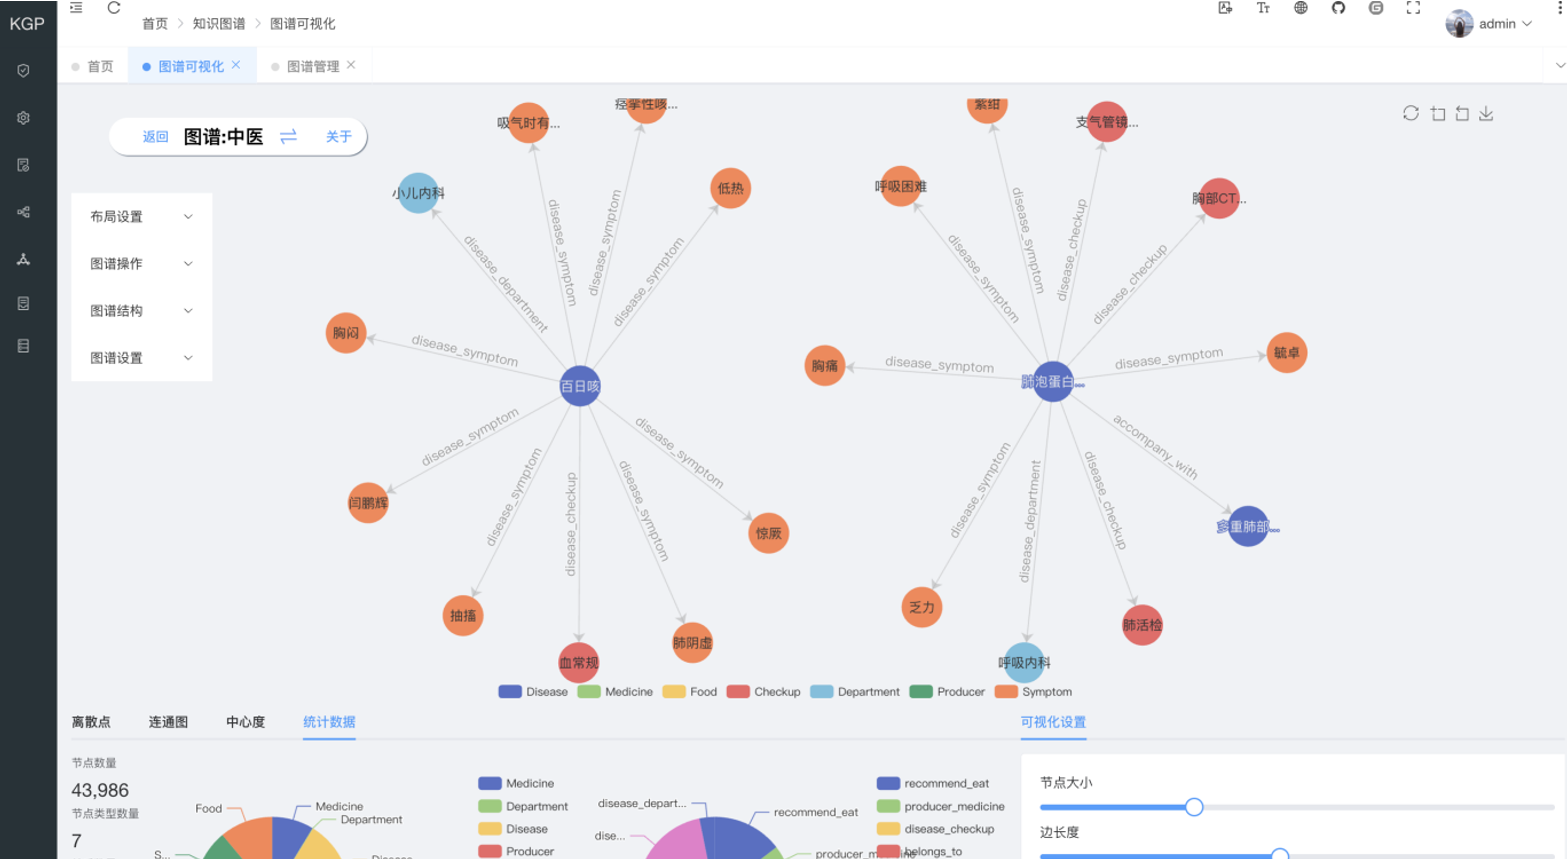 KGP
首页 > 知识图谱 > 图谱可视化
admin
首页
图谱可视化 ×
图谱管理 ×
返回 图谱:中医 关于
布局设置
图谱操作
图谱结构
图谱设置
吸气时有...
痉挛性咳...
小儿内科
低热
胸闷
百日咳
闫鹏辉
抽搐
血常规
肺阴虚
惊厥
disease_department
disease_symptom
disease_symptom
disease_symptom
disease_symptom
disease_symptom
disease_symptom
disease_checkup
disease_symptom
disease_symptom
紫绀
支气管镜...
呼吸困难
胸部CT...
胸痛
肺泡蛋白...
毓卓
多重肺部...
乏力
呼吸内科
肺活检
disease_symptom
disease_symptom
disease_checkup
disease_checkup
disease_symptom
disease_symptom
accompany_with
disease_symptom
disease_department
disease_checkup
Disease Medicine Food Checkup Department Producer Symptom
离散点 连通图 中心度 统计数据
可视化设置
节点数量
43,986
节点类型数量
7
Food
Medicine
Department
S...
Medicine
Department
Disease
Producer
disease_depart...
recommend_eat
dise...
recommend_eat
producer_medicine
disease_checkup
belongs_to
节点大小
边长度